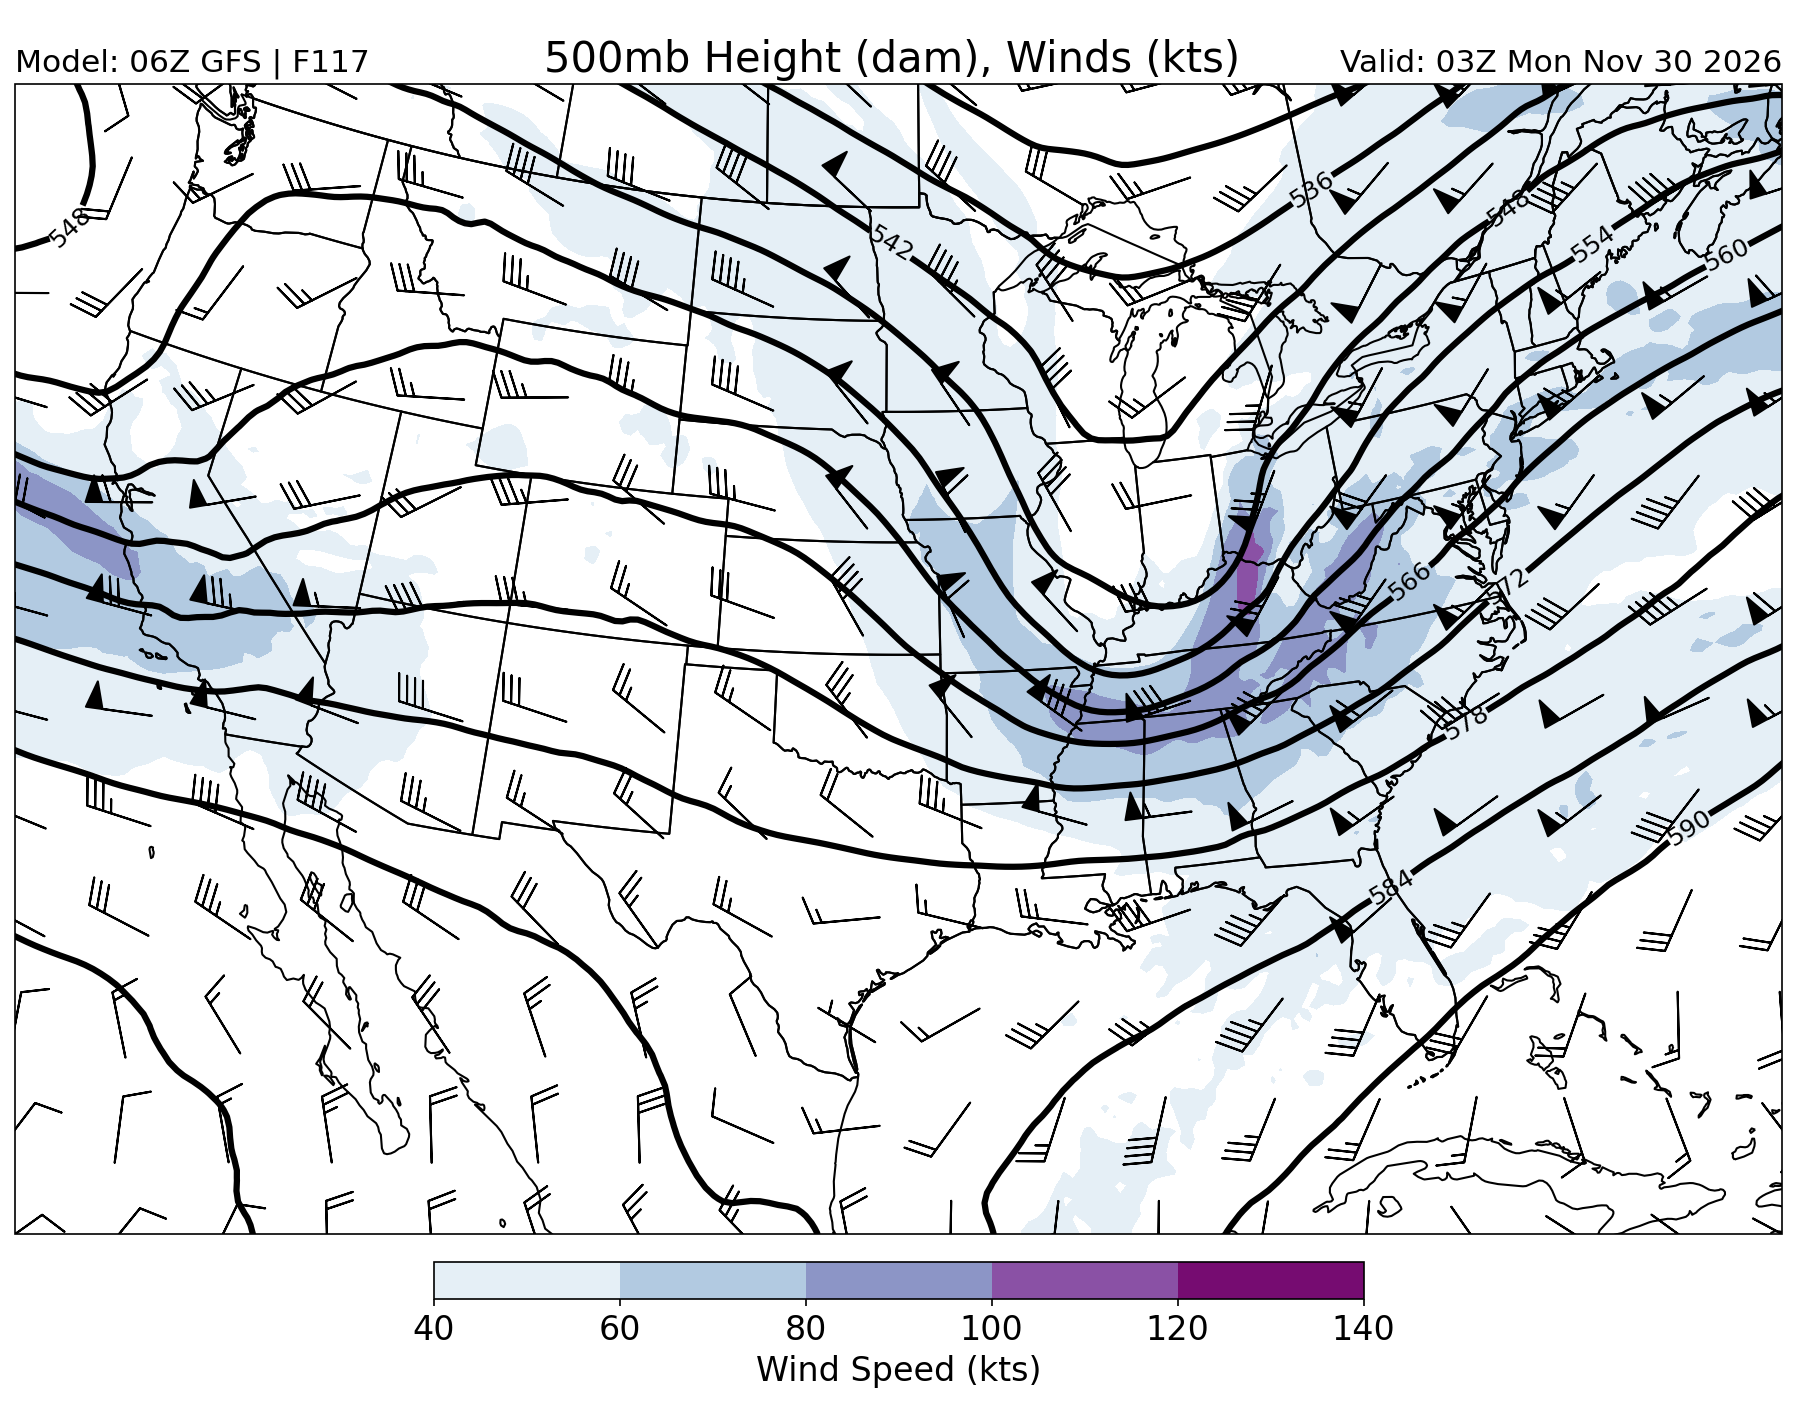 Model: 06Z GFS | F117
500mb Height (dam), Winds (kts)
Valid: 03Z Mon Nov 30 2026
536
548
548
542
554
560
566
572
578
590
584
40 60 80 100 120 140
Wind Speed (kts)